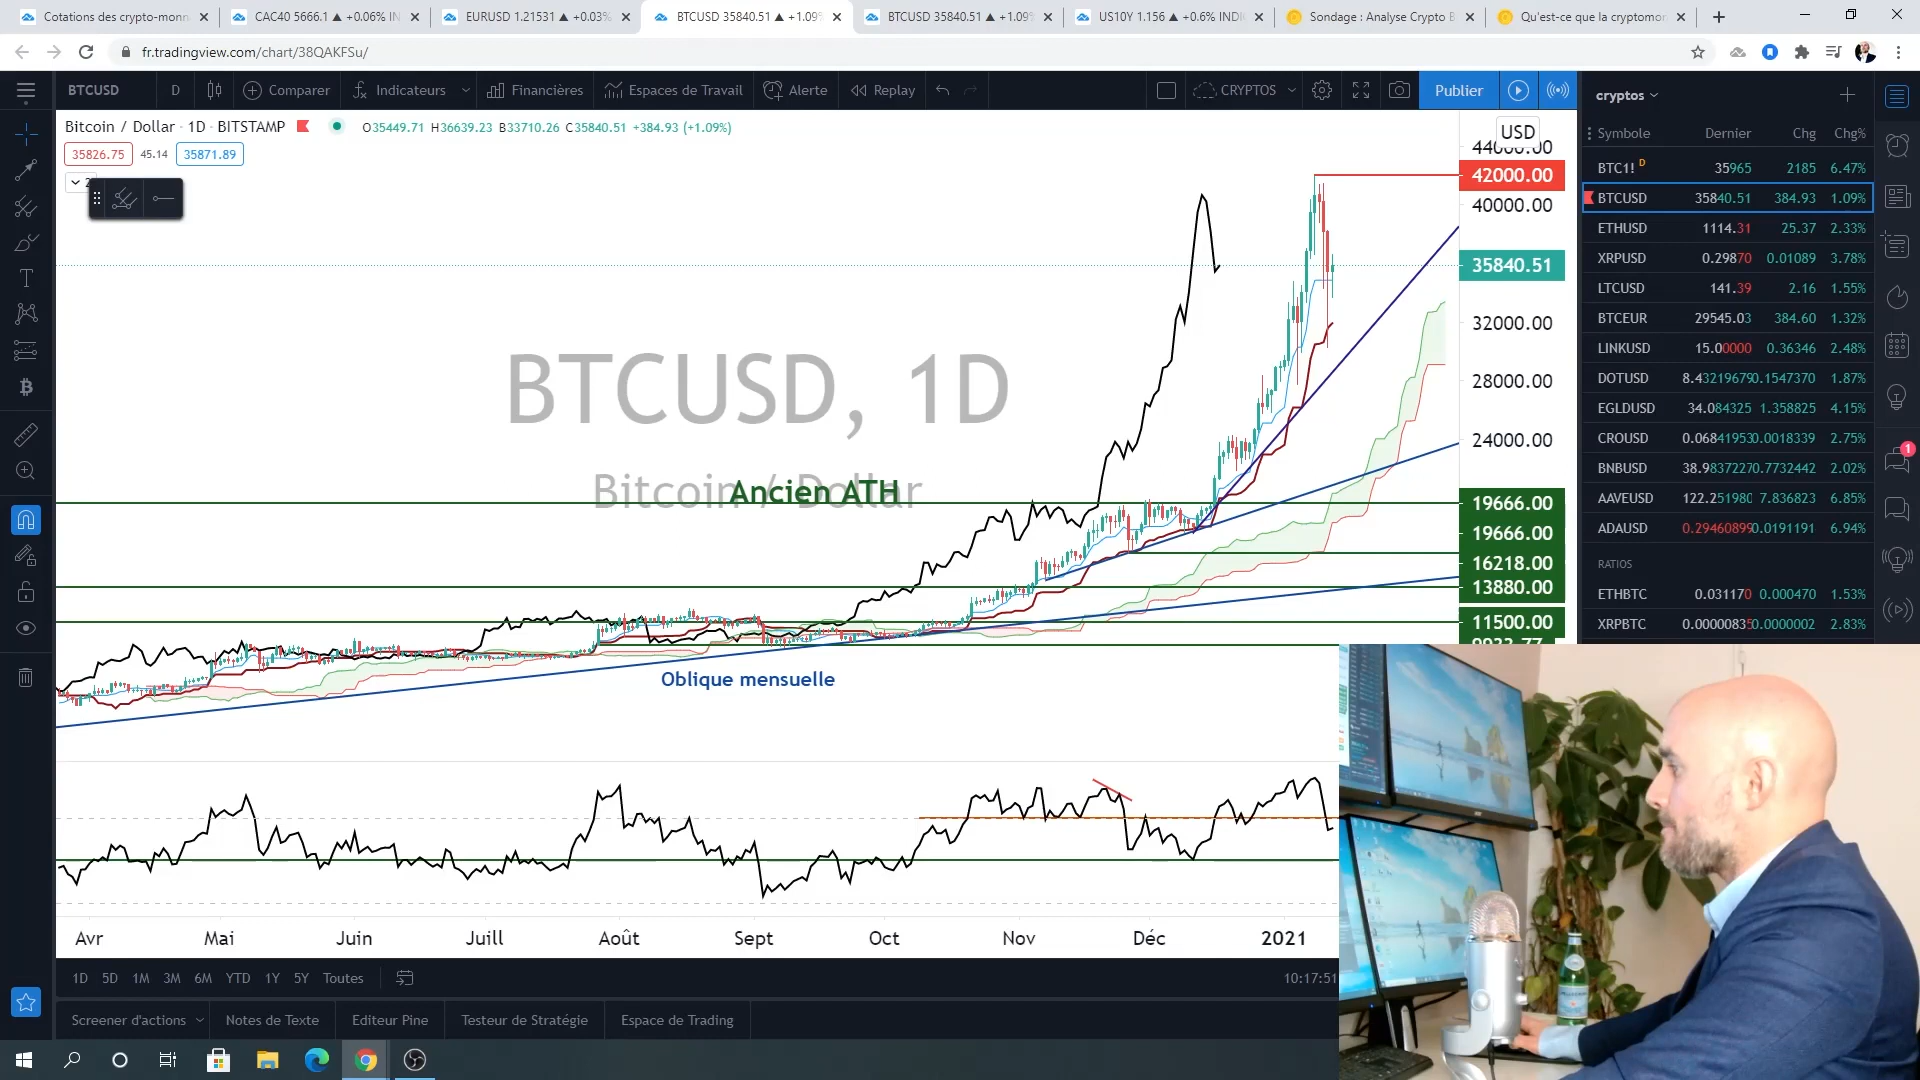 Cotations des crypto-monn
CAC40 5666.1 ▲ +0.06% IN
EURUSD 1.21531 ▲ +0.03%
BTCUSD 35840.51 ▲ +1.09%
BTCUSD 35840.51 ▲ +1.09%
US10Y 1.156 ▲ +0.6% INDI
Sondage : Analyse Crypto B
Qu'est-ce que la cryptomon
fr.tradingview.com/chart/38QAKFSu/
BTCUSD
D
Comparer
Indicateurs
Financières
Espaces de Travail
Alerte
Replay
CRYPTOS
Publier
Bitcoin / Dollar · 1D · BITSTAMP
O35449.71 H36639.23 B33710.26 C35840.51 +384.93 (+1.09%)
35826.75 45.14 35871.89
USD
42000.00
40000.00
35840.51
32000.00
28000.00
24000.00
19666.00
19666.00
16218.00
13880.00
11500.00
BTCUSD, 1D
Bitcoin / Dollar
Ancien ATH
Oblique mensuelle
Avr Mai Juin Juill Août Sept Oct Nov Déc 2021
1D 5D 1M 3M 6M YTD 1Y 5Y Toutes
10:17:51
Screener d'actions
Notes de Texte
Editeur Pine
Testeur de Stratégie
Espace de Trading
cryptos
Symbole Dernier Chg Chg%
BTC1! D 35965 2185 6.47%
BTCUSD 35840.51 384.93 1.09%
ETHUSD 1114.31 25.37 2.33%
XRPUSD 0.29870 0.01089 3.78%
LTCUSD 141.39 2.16 1.55%
BTCEUR 29545.03 384.60 1.32%
LINKUSD 15.00000 0.36346 2.48%
DOTUSD 1.87%
EGLDUSD 34.084325 1.358825 4.15%
CROUSD 2.75%
BNBUSD 2.02%
AAVEUSD 7.836823 6.85%
ADAUSD 6.94%
RATIOS
ETHBTC 0.031170 0.000470 1.53%
XRPBTC 2.83%
1